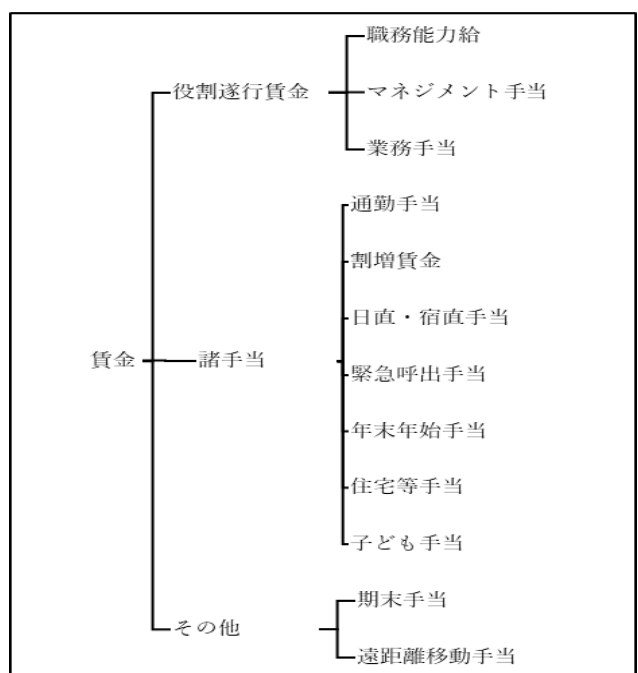 職務能力給
役割遂行賃金
マネジメント手当
業務手当
通勤手当
割増賃金
日直・宿直手当
賃金
諸手当
緊急呼出手当
年末年始手当
住宅等手当
子ども手当
期末手当
その他
遠距離移動手当